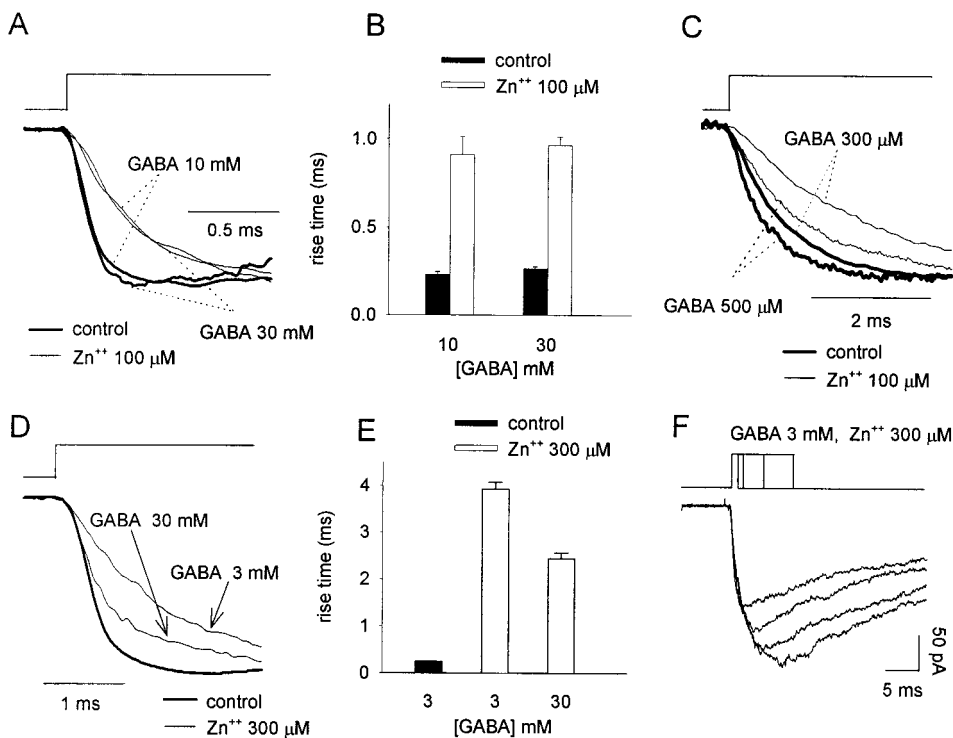 A
GABA 10 mM
0.5 ms
GABA 30 mM
control
Zn⁺⁺ 100 µM
B
control
Zn⁺⁺ 100 µM
rise time (ms)
1.0
0.5
0.0
10
30
[GABA] mM
C
GABA 300 µM
GABA 500 µM
2 ms
control
Zn⁺⁺ 100 µM
D
GABA
30 mM
GABA
3 mM
1 ms
control
Zn⁺⁺ 300 µM
E
control
Zn⁺⁺ 300 µM
rise time (ms)
4
3
2
1
0
3
3
30
[GABA] mM
F
GABA 3 mM, Zn⁺⁺ 300 µM
50 pA
5 ms